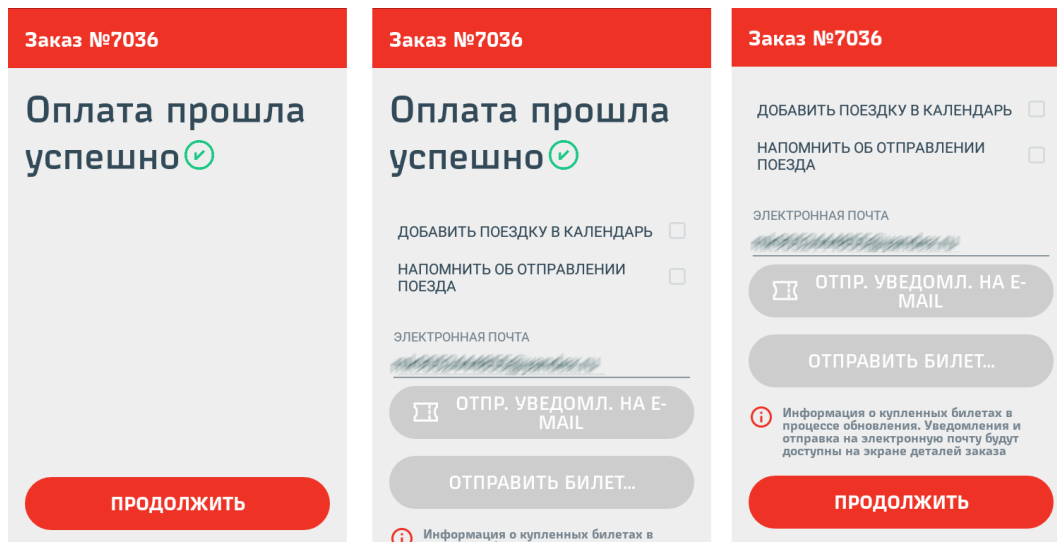 Заказ №7036
Оплата прошла
успешно
ПРОДОЛЖИТЬ
Заказ №7036
Оплата прошла
успешно
ДОБАВИТЬ ПОЕЗДКУ В КАЛЕНДАРЬ
НАПОМНИТЬ ОБ ОТПРАВЛЕНИИ
ПОЕЗДА
ЭЛЕКТРОННАЯ ПОЧТА
ОТПР. УВЕДОМЛ. НА E-
MAIL
ОТПРАВИТЬ БИЛЕТ...
Информация о купленных билетах в
Заказ №7036
ДОБАВИТЬ ПОЕЗДКУ В КАЛЕНДАРЬ
НАПОМНИТЬ ОБ ОТПРАВЛЕНИИ
ПОЕЗДА
ЭЛЕКТРОННАЯ ПОЧТА
ОТПР. УВЕДОМЛ. НА E-
MAIL
ОТПРАВИТЬ БИЛЕТ...
Информация о купленных билетах в
процессе обновления. Уведомления и
отправка на электронную почту будут
доступны на экране деталей заказа
ПРОДОЛЖИТЬ